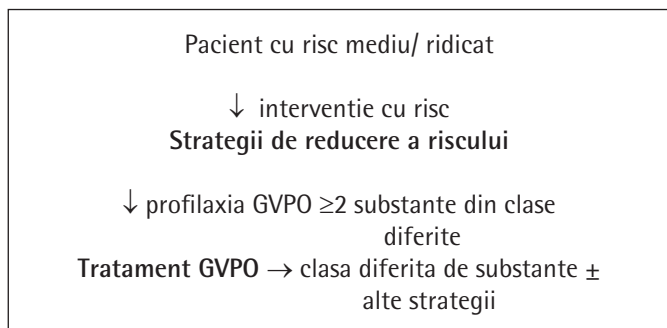 Pacient cu risc mediu/ ridicat
↓ interventie cu risc
Strategii de reducere a riscului
↓ profilaxia GVPO ≥2 substante din clase
diferite
Tratament GVPO → clasa diferita de substante ±
alte strategii